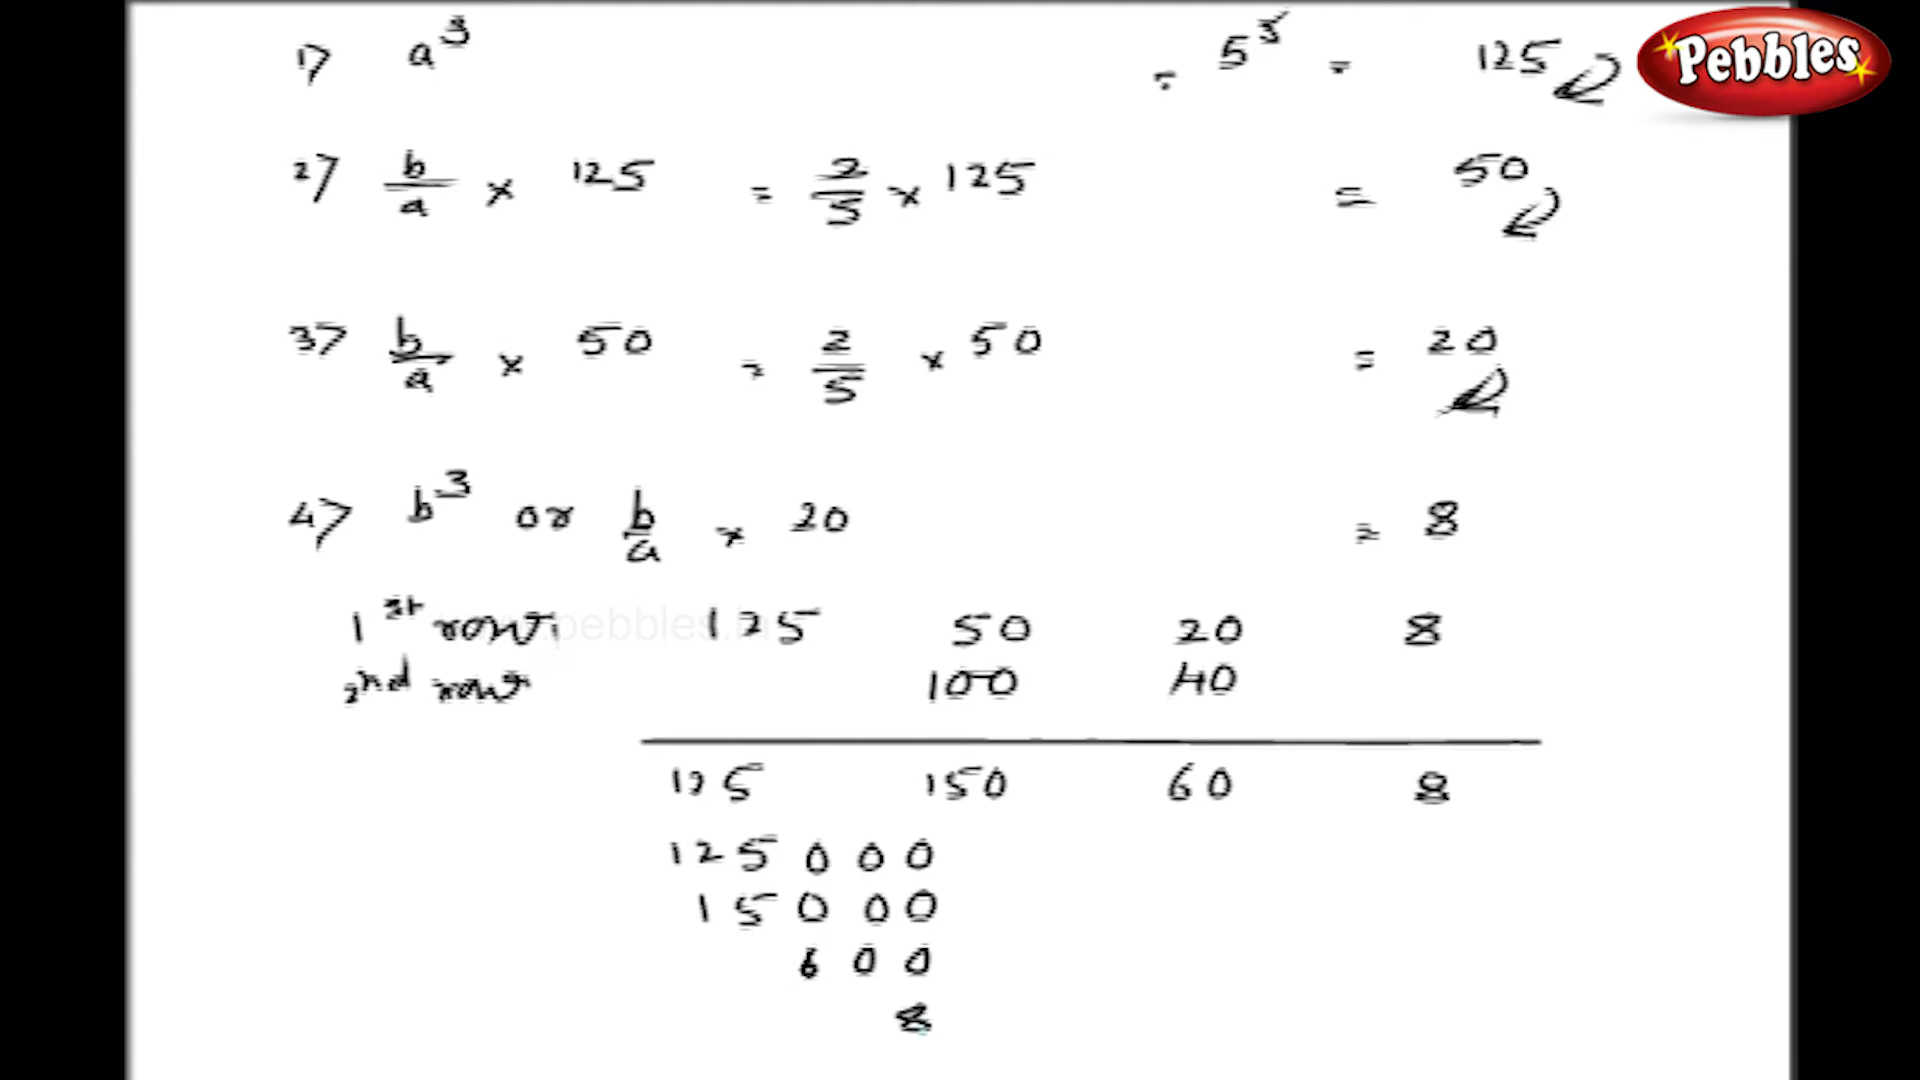 1) a³ = 5³ = 125
Pebbles
2) b/a × 125 = 2/5 × 125 = 50
3) b/a × 50 = 2/5 × 50 = 20
4) b³ or b/a × 20 = 8
1st row 125 50 20 8
pebbles.in
2nd row 100 40
125 150 60 8
125000
15000
600
8